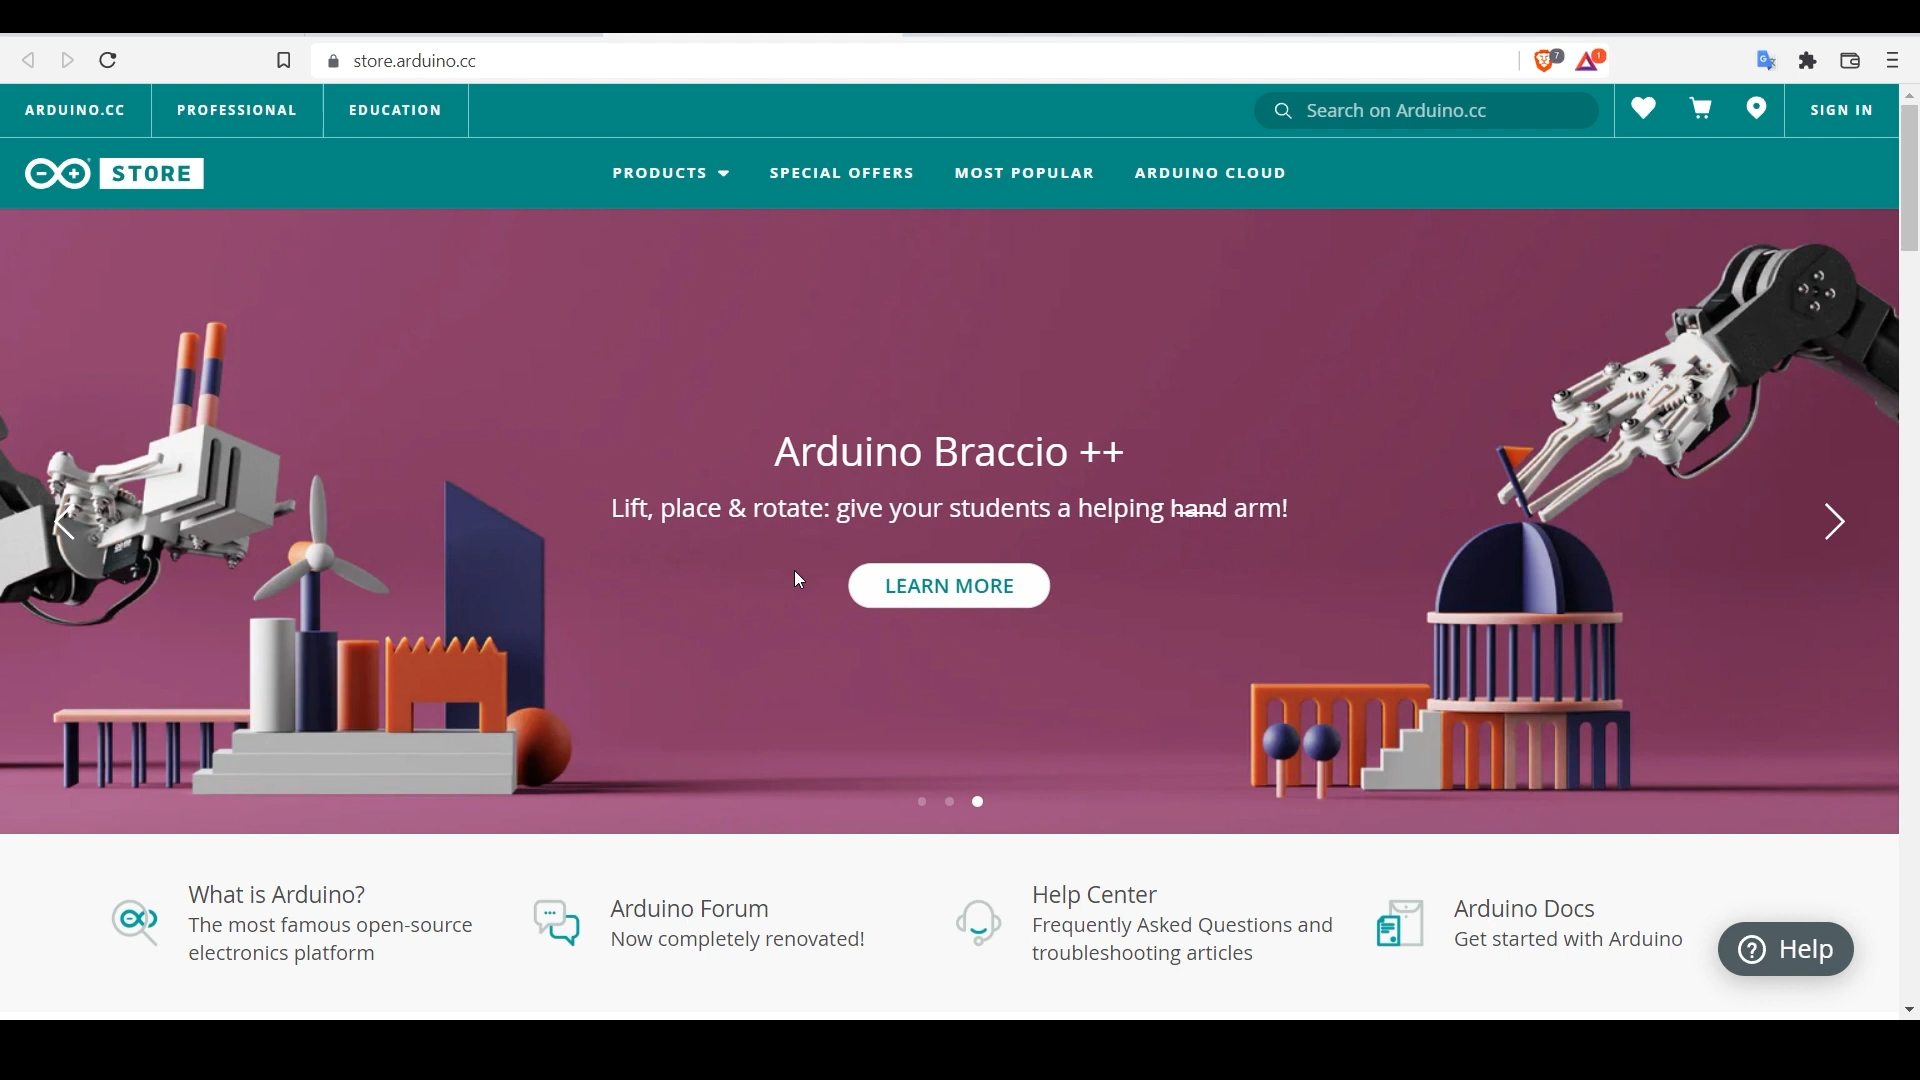 store.arduino.cc
7
1
ARDUINO.CC
PROFESSIONAL
EDUCATION
Search on Arduino.cc
SIGN IN
STORE
PRODUCTS
SPECIAL OFFERS
MOST POPULAR
ARDUINO CLOUD
Arduino Braccio ++
Lift, place & rotate: give your students a helping hand arm!
LEARN MORE
What is Arduino?
The most famous open-source
electronics platform
Arduino Forum
Now completely renovated!
Help Center
Frequently Asked Questions and
troubleshooting articles
Arduino Docs
Get started with Arduino
Help